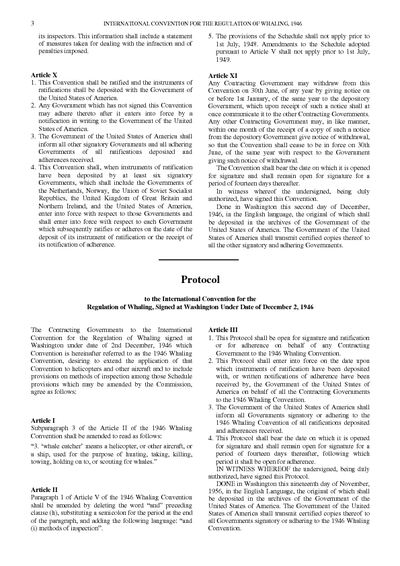 3
INTERNATIONAL CONVENTION FOR THE REGULATION OF WHALING, 1946
its inspectors. This information shall include a statement
of measures taken for dealing with the infraction and of
penalties imposed.
Article X
1. This Convention shall be ratified and the instruments of
ratifications shall be deposited with the Government of
the United States of America.
2. Any Government which has not signed this Convention
may adhere thereto after it enters into force by a
notification in writing to the Government of the United
States of America.
3. The Government of the United States of America shall
inform all other signatory Governments and all adhering
Governments of all ratifications deposited and
adherences received.
4. This Convention shall, when instruments of ratification
have been deposited by at least six signatory
Governments, which shall include the Governments of
the Netherlands, Norway, the Union of Soviet Socialist
Republics, the United Kingdom of Great Britain and
Northern Ireland, and the United States of America,
enter into force with respect to those Governments and
shall enter into force with respect to each Government
which subsequently ratifies or adheres on the date of the
deposit of its instrument of ratification or the receipt of
its notification of adherence.
5. The provisions of the Schedule shall not apply prior to
1st July, 1949. Amendments to the Schedule adopted
pursuant to Article V shall not apply prior to 1st July,
1949.
Article XI
Any Contracting Government may withdraw from this
Convention on 30th June, of any year by giving notice on
or before 1st January, of the same year to the depository
Government, which upon receipt of such a notice shall at
once communicate it to the other Contracting Governments.
Any other Contracting Government may, in like manner,
within one month of the receipt of a copy of such a notice
from the depository Government give notice of withdrawal,
so that the Convention shall cease to be in force on 30th
June, of the same year with respect to the Government
giving such notice of withdrawal.
The Convention shall bear the date on which it is opened
for signature and shall remain open for signature for a
period of fourteen days thereafter.
In witness whereof the undersigned, being duly
authorized, have signed this Convention.
Done in Washington this second day of December,
1946, in the English language, the original of which shall
be deposited in the archives of the Government of the
United States of America. The Government of the United
States of America shall transmit certified copies thereof to
all the other signatory and adhering Governments.
Protocol
to the International Convention for the
Regulation of Whaling, Signed at Washington Under Date of December 2, 1946
The Contracting Governments to the International
Convention for the Regulation of Whaling signed at
Washington under date of 2nd December, 1946 which
Convention is hereinafter referred to as the 1946 Whaling
Convention, desiring to extend the application of that
Convention to helicopters and other aircraft and to include
provisions on methods of inspection among those Schedule
provisions which may be amended by the Commission,
agree as follows:
Article I
Subparagraph 3 of the Article II of the 1946 Whaling
Convention shall be amended to read as follows:
“3. ‘whale catcher’ means a helicopter, or other aircraft, or
a ship, used for the purpose of hunting, taking, killing,
towing, holding on to, or scouting for whales.”
Article II
Paragraph 1 of Article V of the 1946 Whaling Convention
shall be amended by deleting the word “and” preceding
clause (h), substituting a semicolon for the period at the end
of the paragraph, and adding the following language: “and
(i) methods of inspection”.
Article III
1. This Protocol shall be open for signature and ratification
or for adherence on behalf of any Contracting
Government to the 1946 Whaling Convention.
2. This Protocol shall enter into force on the date upon
which instruments of ratification have been deposited
with, or written notifications of adherence have been
received by, the Government of the United States of
America on behalf of all the Contracting Governments
to the 1946 Whaling Convention.
3. The Government of the United States of America shall
inform all Governments signatory or adhering to the
1946 Whaling Convention of all ratifications deposited
and adherences received.
4. This Protocol shall bear the date on which it is opened
for signature and shall remain open for signature for a
period of fourteen days thereafter, following which
period it shall be open for adherence.
IN WITNESS WHEREOF the undersigned, being duly
authorized, have signed this Protocol.
DONE in Washington this nineteenth day of November,
1956, in the English Language, the original of which shall
be deposited in the archives of the Government of the
United States of America. The Government of the United
States of America shall transmit certified copies thereof to
all Governments signatory or adhering to the 1946 Whaling
Convention.